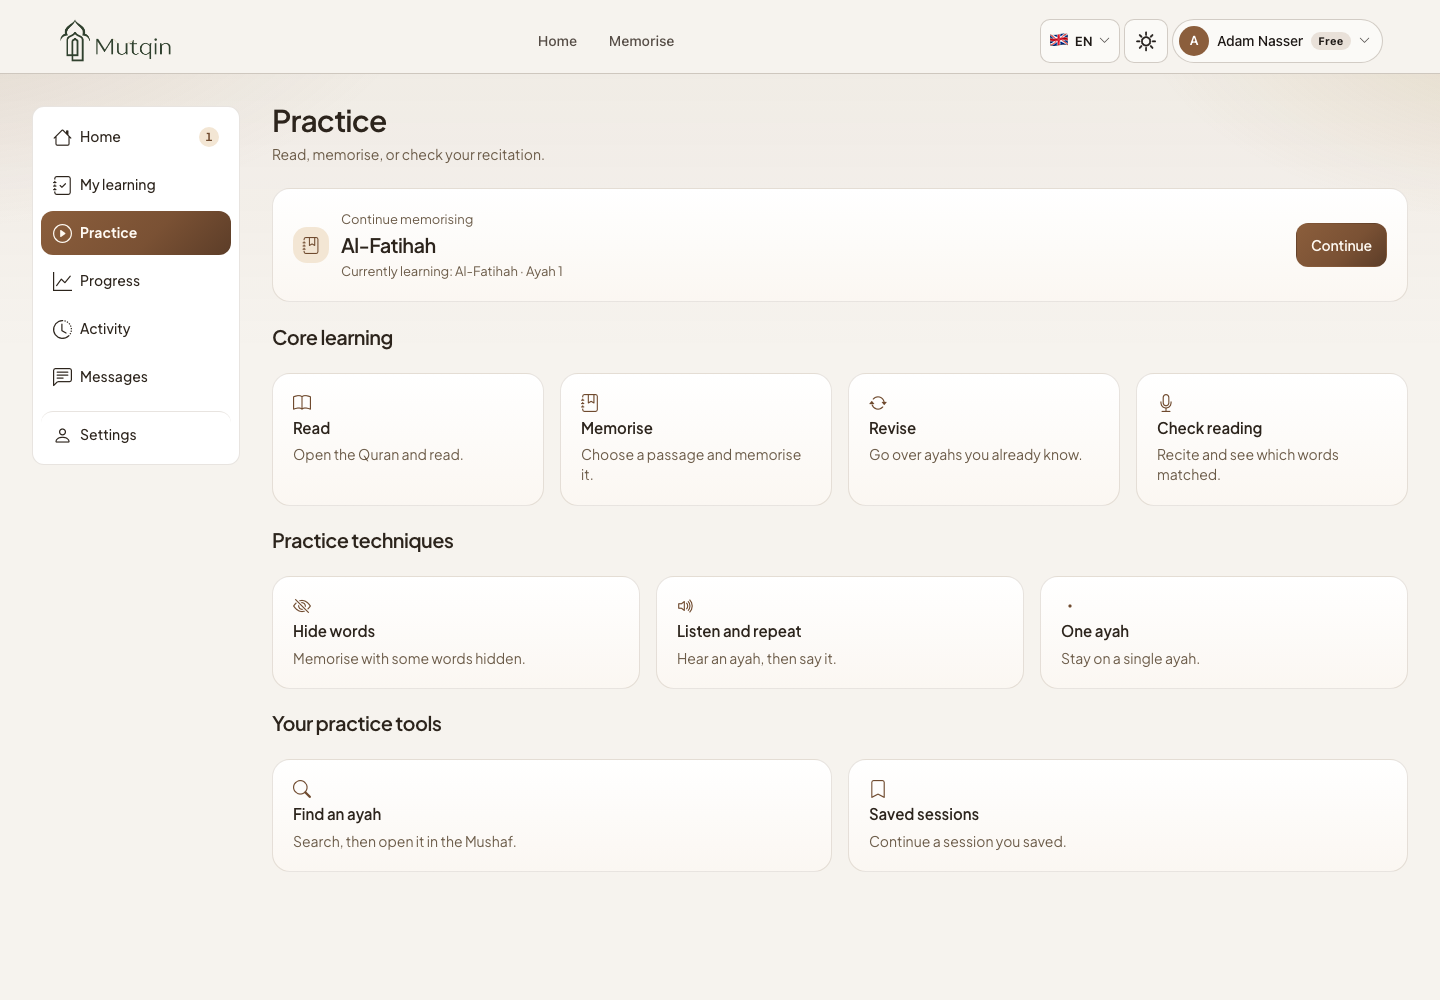 Mutqin
Home
Memorise
EN
A
Adam Nasser
Free
Home
1
My learning
Practice
Progress
Activity
Messages
Settings
Practice
Read, memorise, or check your recitation.
Continue memorising
Al-Fatihah
Currently learning: Al-Fatihah · Ayah 1
Continue
Core learning
Read
Open the Quran and read.
Memorise
Choose a passage and memorise
it.
Revise
Go over ayahs you already know.
Check reading
Recite and see which words
matched.
Practice techniques
Hide words
Memorise with some words hidden.
Listen and repeat
Hear an ayah, then say it.
One ayah
Stay on a single ayah.
Your practice tools
Find an ayah
Search, then open it in the Mushaf.
Saved sessions
Continue a session you saved.